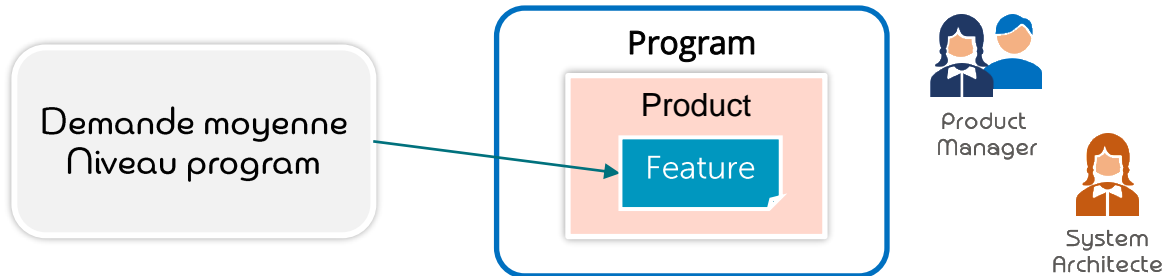 Demande moyenne
Niveau program
Program
Product
Feature
Product
Manager
System
Architecte